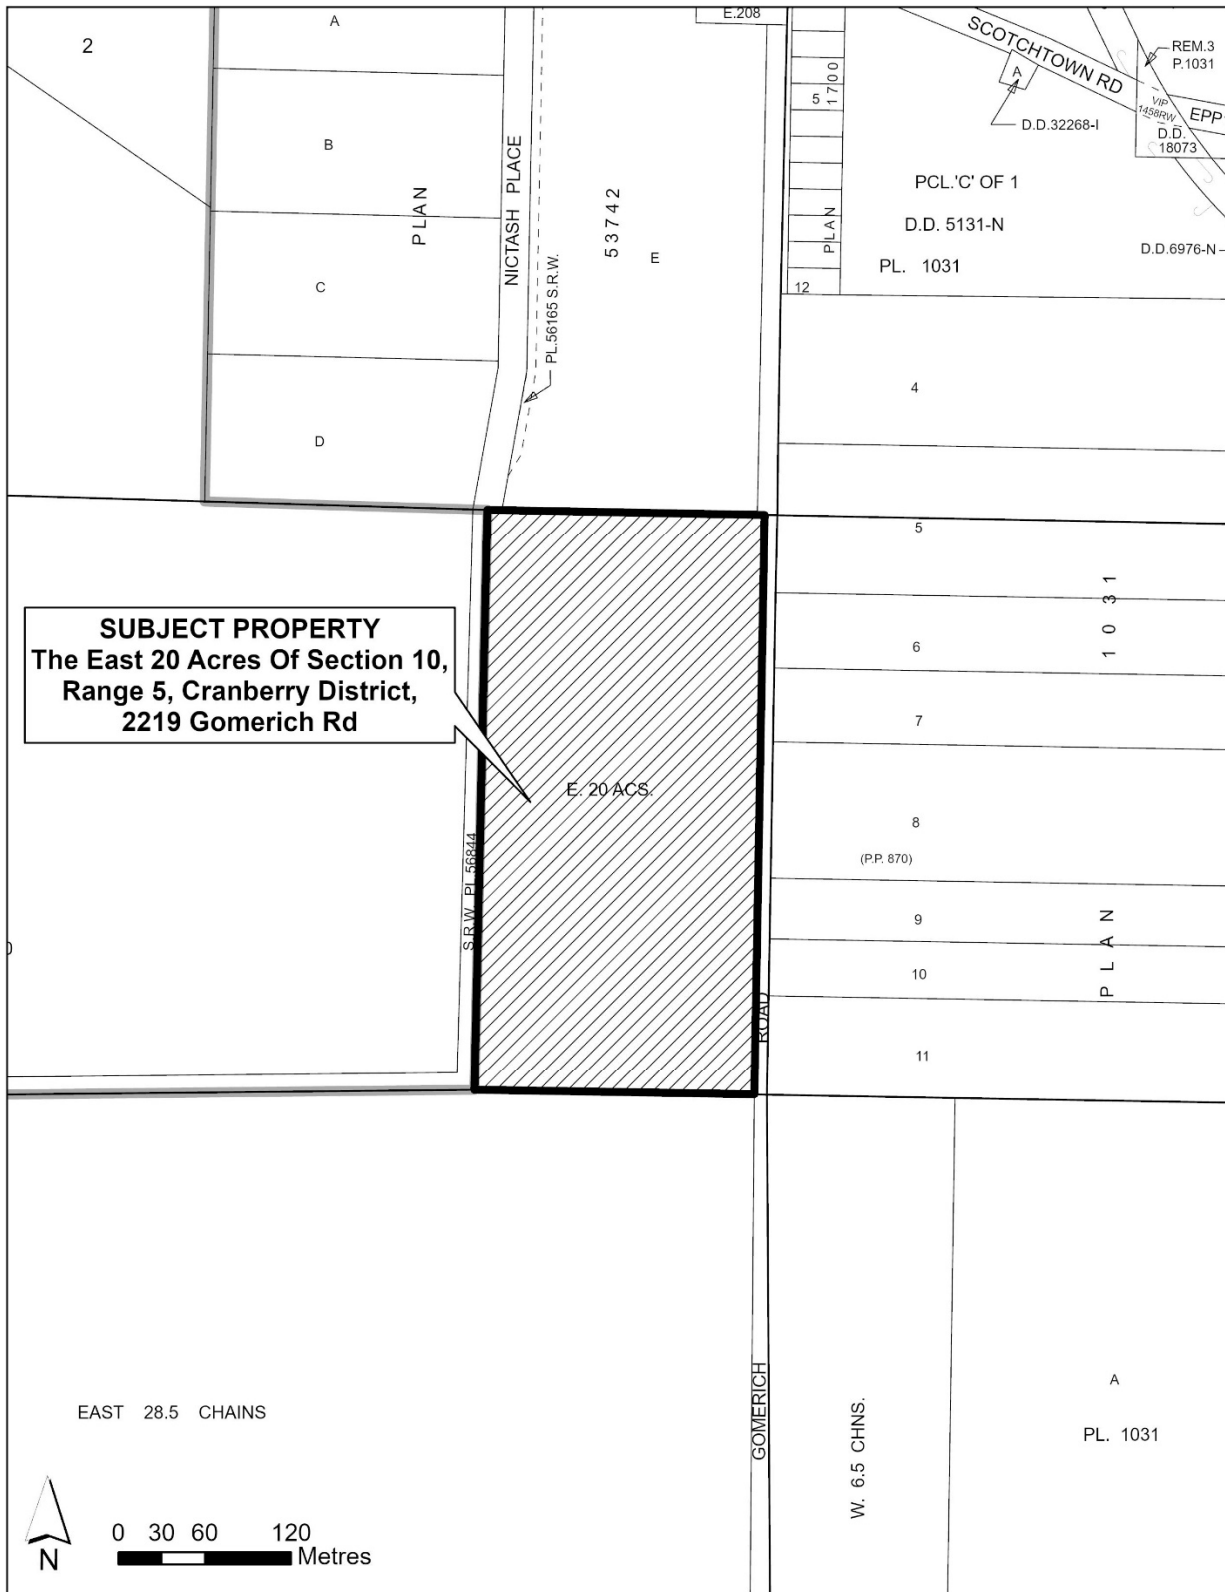 A
E.208
2
SCOTCHTOWN RD
REM.3
P.1031
A
5
1700
VIP
1458RW
EPP
D.D.32268-I
D.D.
18073
B
NICTASH PLACE
PCL.'C' OF 1
PLAN
53742
D.D. 5131-N
PLAN
D.D.6976-N
E
PL. 1031
C
12
PL.56165 S.R.W.
4
D
5
1031
SUBJECT PROPERTY
The East 20 Acres Of Section 10,
Range 5, Cranberry District,
2219 Gomerich Rd
6
7
E. 20 ACS.
8
(P.P. 870)
S.R.W. PL.56844
9
PLAN
10
ROAD
11
A
EAST 28.5 CHAINS
GOMERICH
W. 6.5 CHNS.
PL. 1031
0 30 60 120
Metres
N